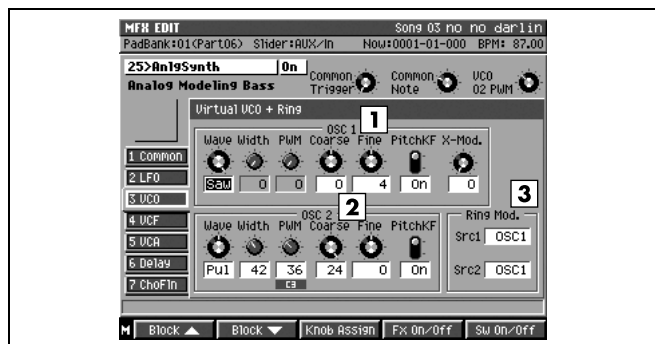 MFX EDIT Song 03 no no darlin
PadBank:01(Part06) Slider:AUX/In Now:0001-01-000 BPM: 87.00
25>AnlgSynth On
Analog Modeling Bass
Common Trigger
Common Note
VCO 02 PWM
Virtual VCO + Ring
1
OSC 1
Wave Width PWM Coarse Fine PitchKF X-Mod.
Saw 0 0 0 4 On 0
1 Common
2 LFO
3 VCO
4 VCF
5 VCA
6 Delay
7 ChoFln
2
OSC 2
Wave Width PWM Coarse Fine PitchKF
Pul 42 36 24 0 On
C3
3
Ring Mod.
Src1 OSC1
Src2 OSC1
M Block ▲ Block ▼ Knob Assign Fx On/Off Sw On/Off